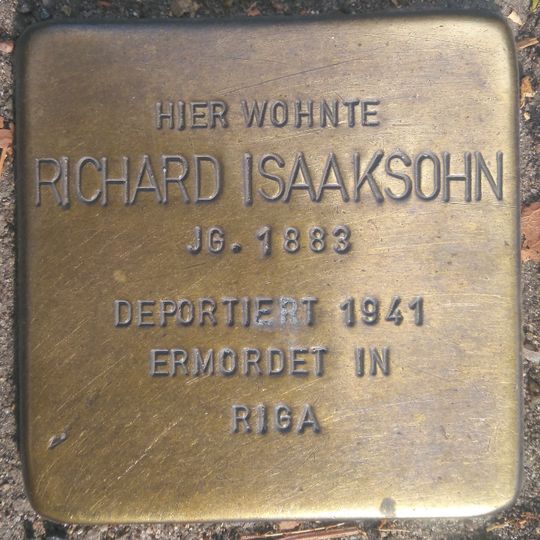 HIER WOHNTE
RICHARD ISAAKSOHN
JG. 1883
DEPORTIERT 1941
ERMORDET IN
RIGA